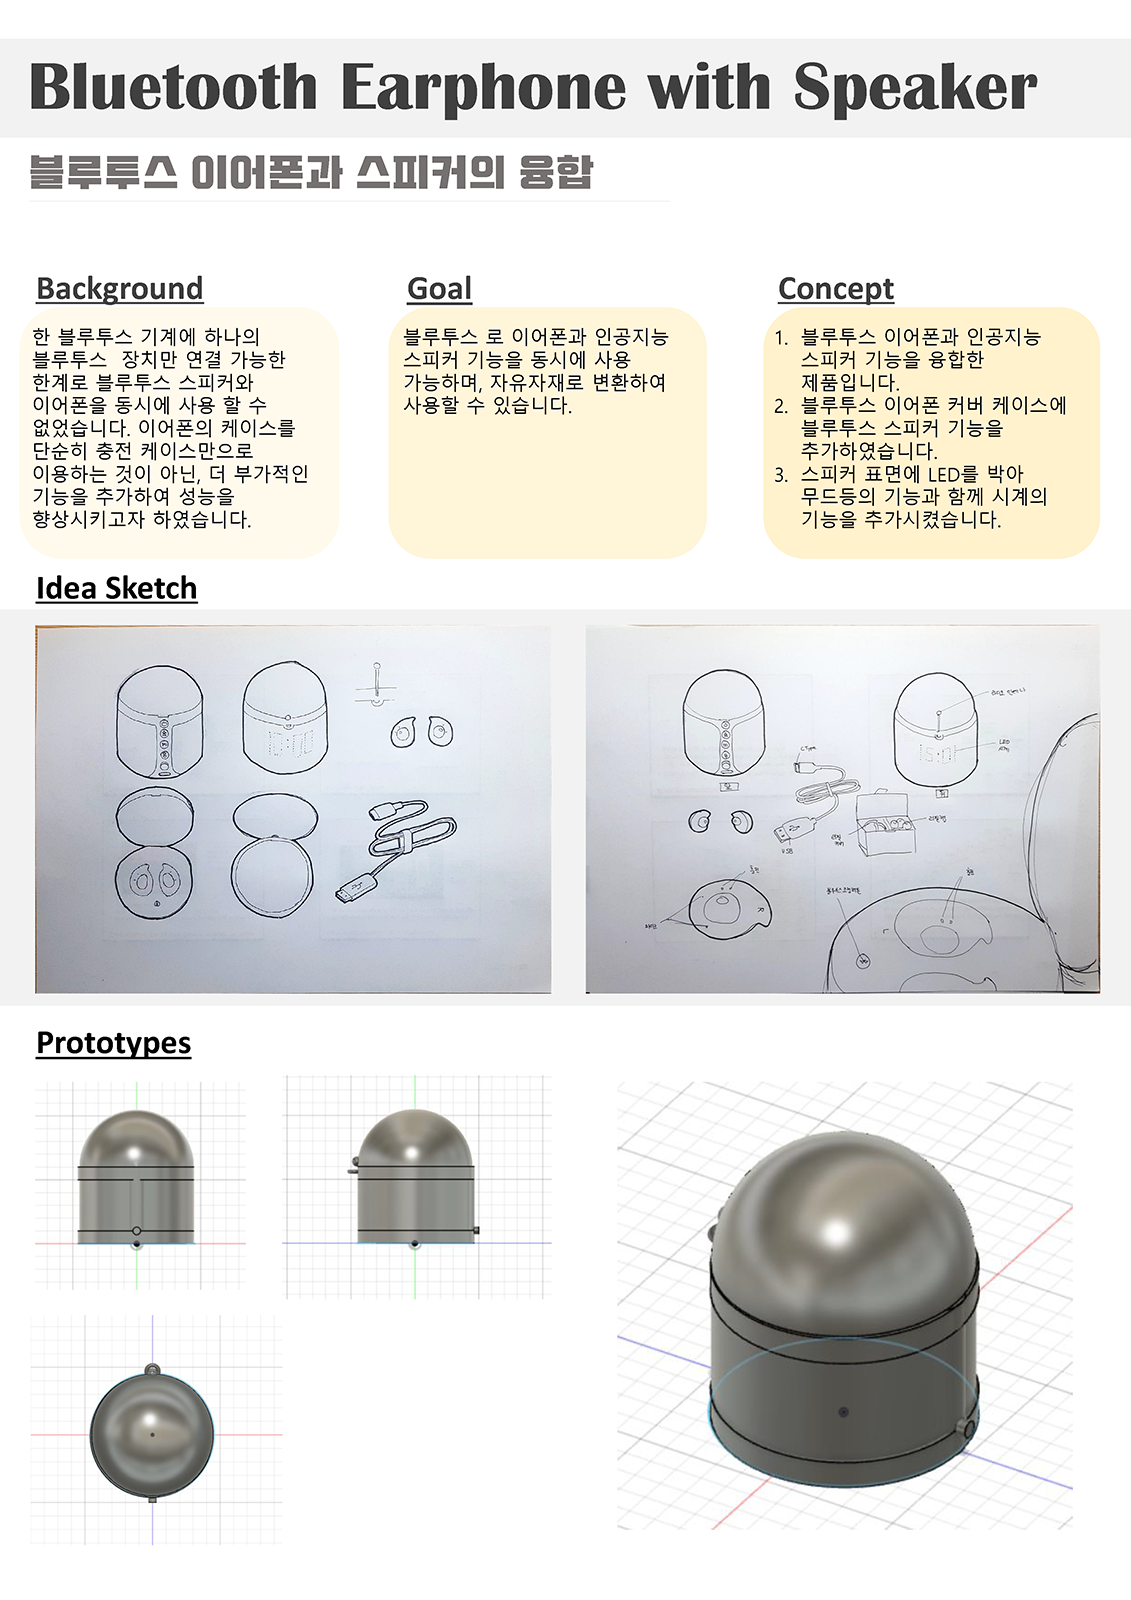 Bluetooth Earphone with Speaker
블루투스 이어폰과 스피커의 융합
Background
한 블루투스 기계에 하나의
블루투스 장치만 연결 가능한
한계로 블루투스 스피커와
이어폰을 동시에 사용 할 수
없었습니다. 이어폰의 케이스를
단순히 충전 케이스만으로
이용하는 것이 아닌, 더 부가적인
기능을 추가하여 성능을
향상시키고자 하였습니다.
Goal
블루투스 로 이어폰과 인공지능
스피커 기능을 동시에 사용
가능하며, 자유자재로 변환하여
사용할 수 있습니다.
Concept
1. 블루투스 이어폰과 인공지능
스피커 기능을 융합한
제품입니다.
2. 블루투스 이어폰 커버 케이스에
블루투스 스피커 기능을
추가하였습니다.
3. 스피커 표면에 LED를 박아
무드등의 기능과 함께 시계의
기능을 추가시켰습니다.
Idea Sketch
C Type
LED
15:01
USB
R
L
Prototypes